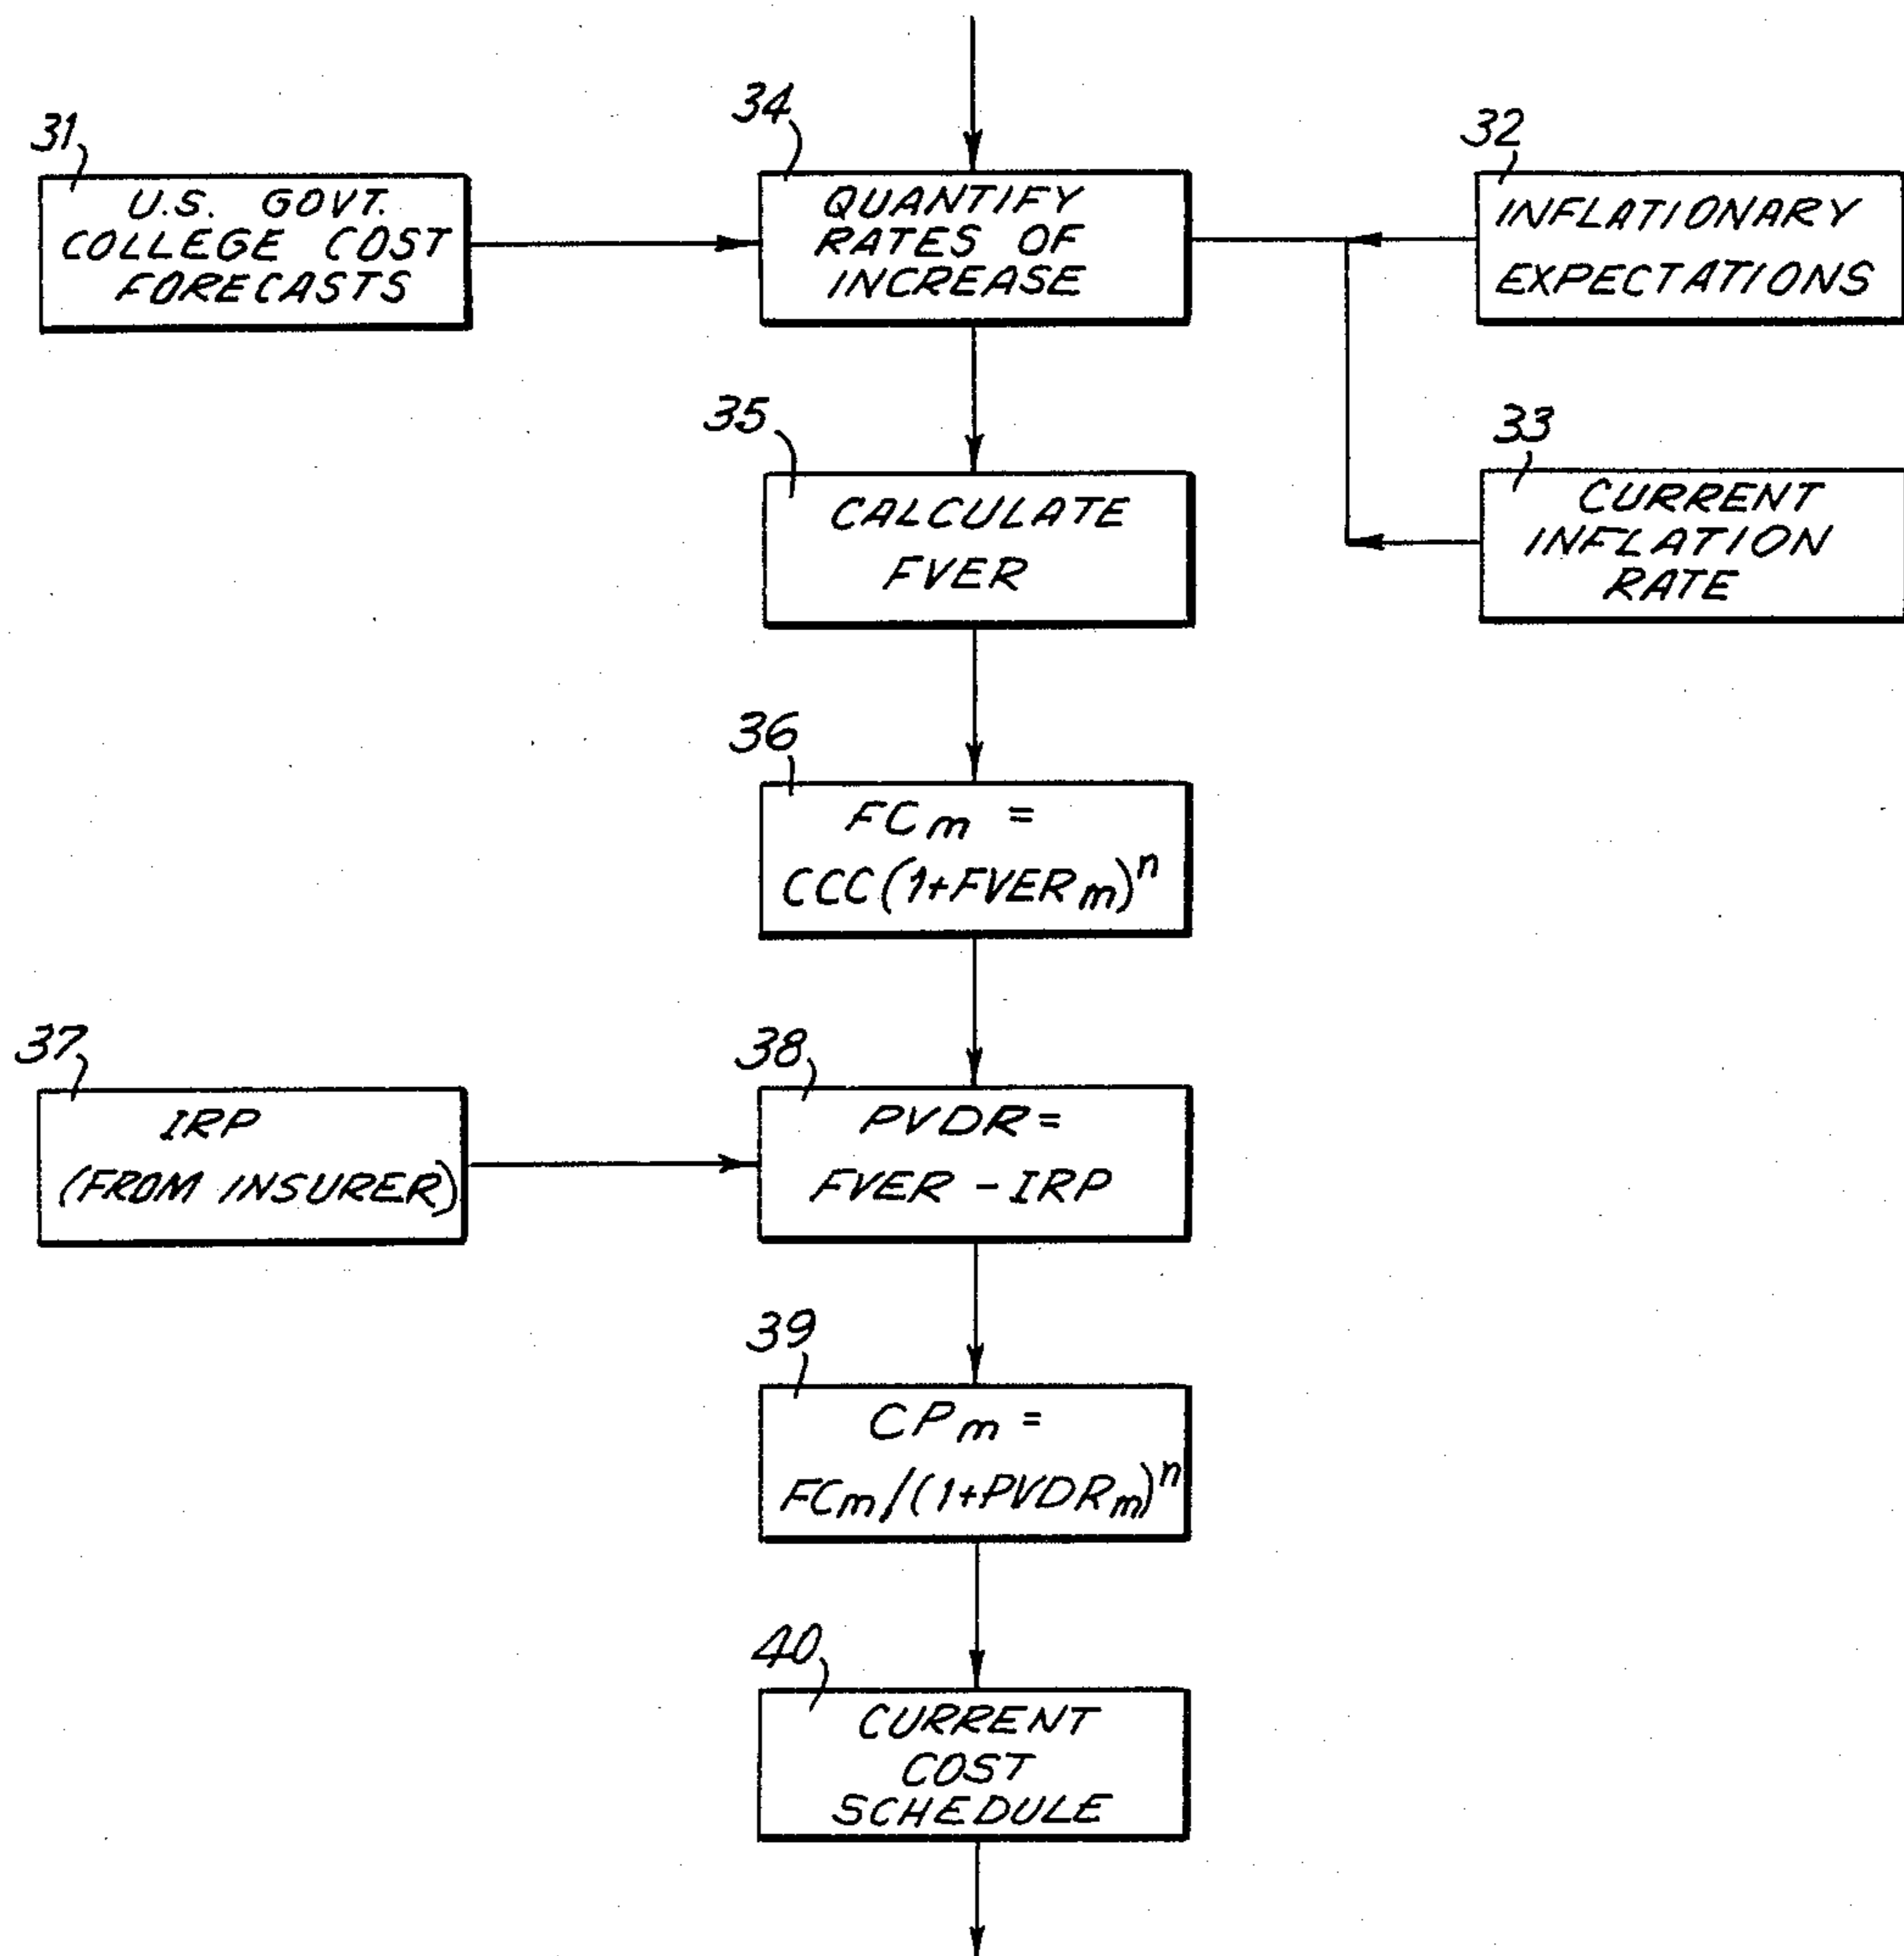 31
U.S. GOVT.
COLLEGE COST
FORECASTS
34
QUANTIFY
RATES OF
INCREASE
32
INFLATIONARY
EXPECTATIONS
35
CALCULATE
FVER
33
CURRENT
INFLATION
RATE
36
FCm =
CCC(1+FVERm)^n
37
IRP
(FROM INSURER)
38
PVDR=
FVER - IRP
39
CPm =
FCm/(1+PVDRm)^n
40
CURRENT
COST
SCHEDULE